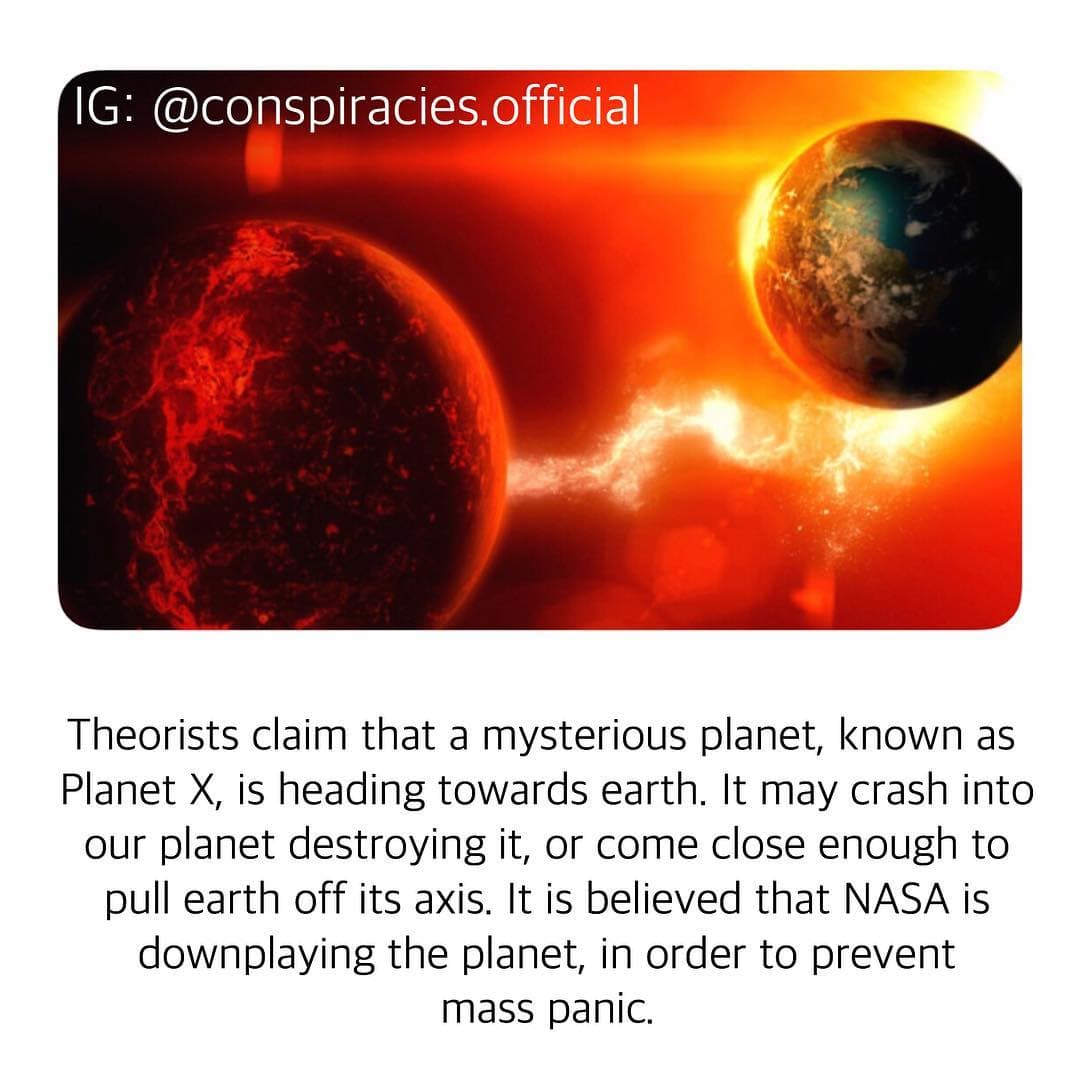 IG: @conspiracies.official
Theorists claim that a mysterious planet, known as
Planet X, is heading towards earth. It may crash into
our planet destroying it, or come close enough to
pull earth off its axis. It is believed that NASA is
downplaying the planet, in order to prevent
mass panic.